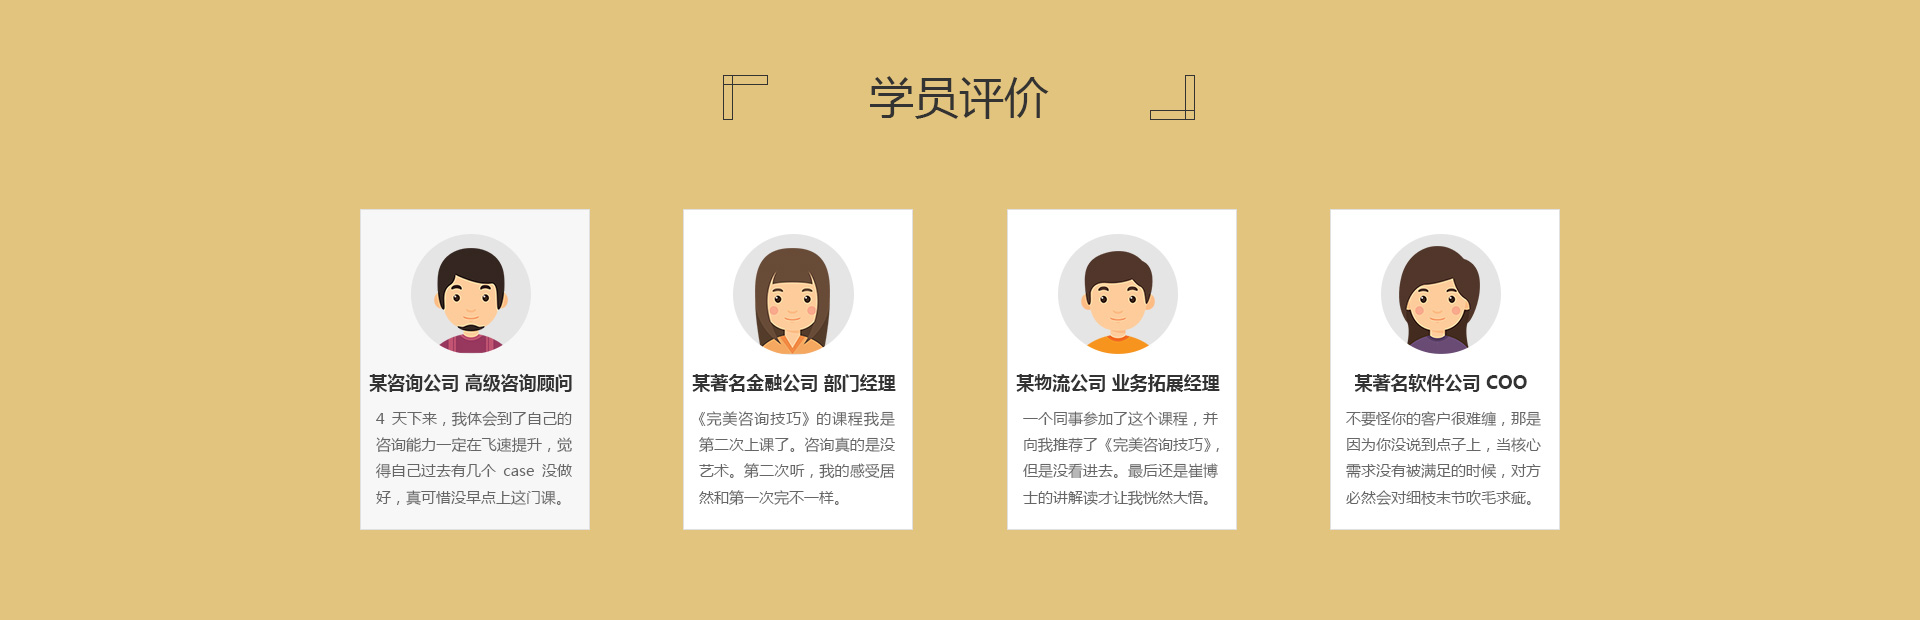 学员评价
某咨询公司 高级咨询顾问
4 天下来，我体会到了自己的
咨询能力一定在飞速提升，觉
得自己过去有几个 case 没做
好，真可惜没早点上这门课。
某著名金融公司 部门经理
《完美咨询技巧》的课程我是
第二次上课了。咨询真的是没
艺术。第二次听，我的感受居
然和第一次完不一样。
某物流公司 业务拓展经理
一个同事参加了这个课程，并
向我推荐了《完美咨询技巧》，
但是没看进去。最后还是崔博
士的讲解读才让我恍然大悟。
某著名软件公司 COO
不要怪你的客户很难缠，那是
因为你没说到点子上，当核心
需求没有被满足的时候，对方
必然会对细枝末节吹毛求疵。